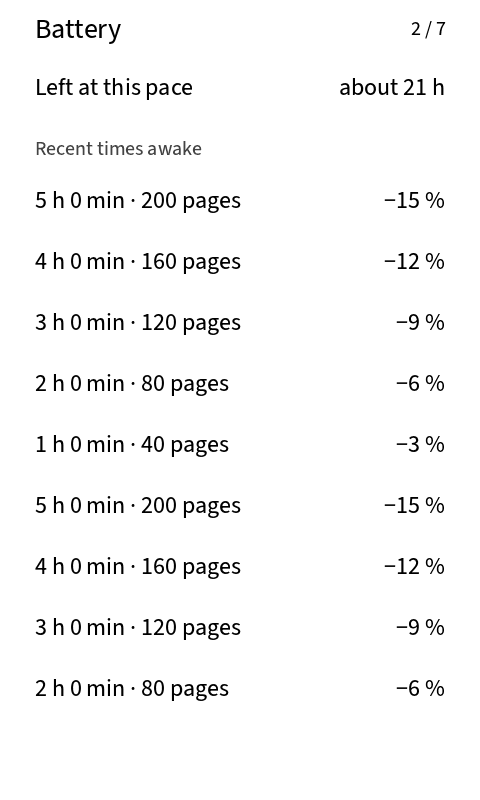 Battery 2 / 7
Left at this pace about 21 h
Recent times awake
5 h 0 min · 200 pages −15 %
4 h 0 min · 160 pages −12 %
3 h 0 min · 120 pages −9 %
2 h 0 min · 80 pages −6 %
1 h 0 min · 40 pages −3 %
5 h 0 min · 200 pages −15 %
4 h 0 min · 160 pages −12 %
3 h 0 min · 120 pages −9 %
2 h 0 min · 80 pages −6 %